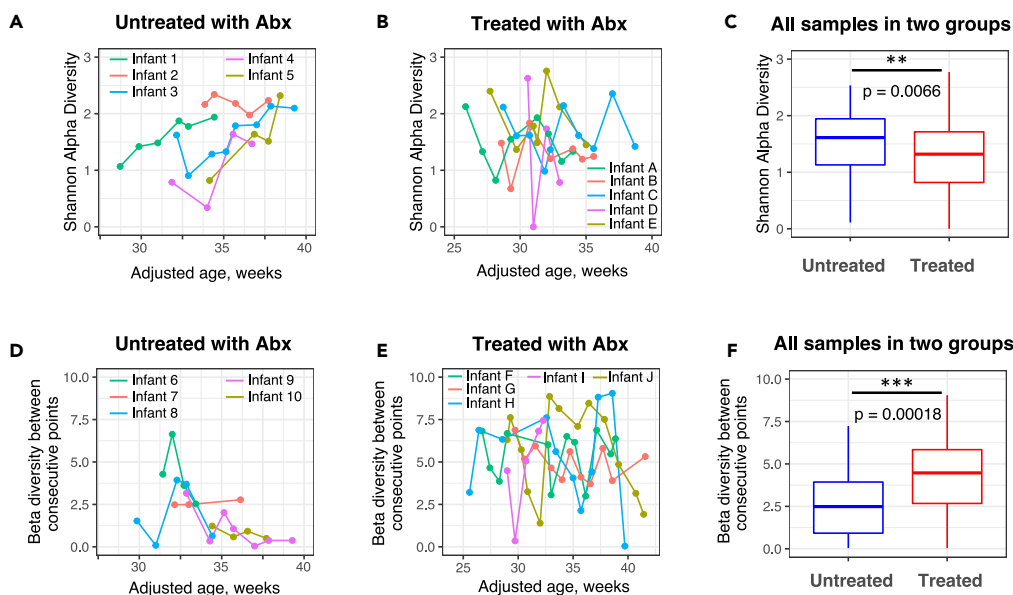 A
Untreated with Abx
Shannon Alpha Diversity
3
2
1
0
Infant 1
Infant 2
Infant 3
Infant 4
Infant 5
30 35 40
Adjusted age, weeks
B
Treated with Abx
Shannon Alpha Diversity
3
2
1
0
Infant A
Infant B
Infant C
Infant D
Infant E
25 30 35 40
Adjusted age, weeks
C
All samples in two groups
Shannon Alpha Diversity
3
2
1
0
**
p = 0.0066
Untreated Treated
D
Untreated with Abx
Beta diversity between
consecutive points
10.0
7.5
5.0
2.5
0.0
Infant 6
Infant 7
Infant 8
Infant 9
Infant 10
30 35 40
Adjusted age, weeks
E
Treated with Abx
Beta diversity between
consecutive points
10.0
7.5
5.0
2.5
0.0
Infant F
Infant G
Infant H
Infant I
Infant J
25 30 35 40
Adjusted age, weeks
F
All samples in two groups
Beta diversity between
consecutive points
10.0
7.5
5.0
2.5
0.0
***
p = 0.00018
Untreated Treated